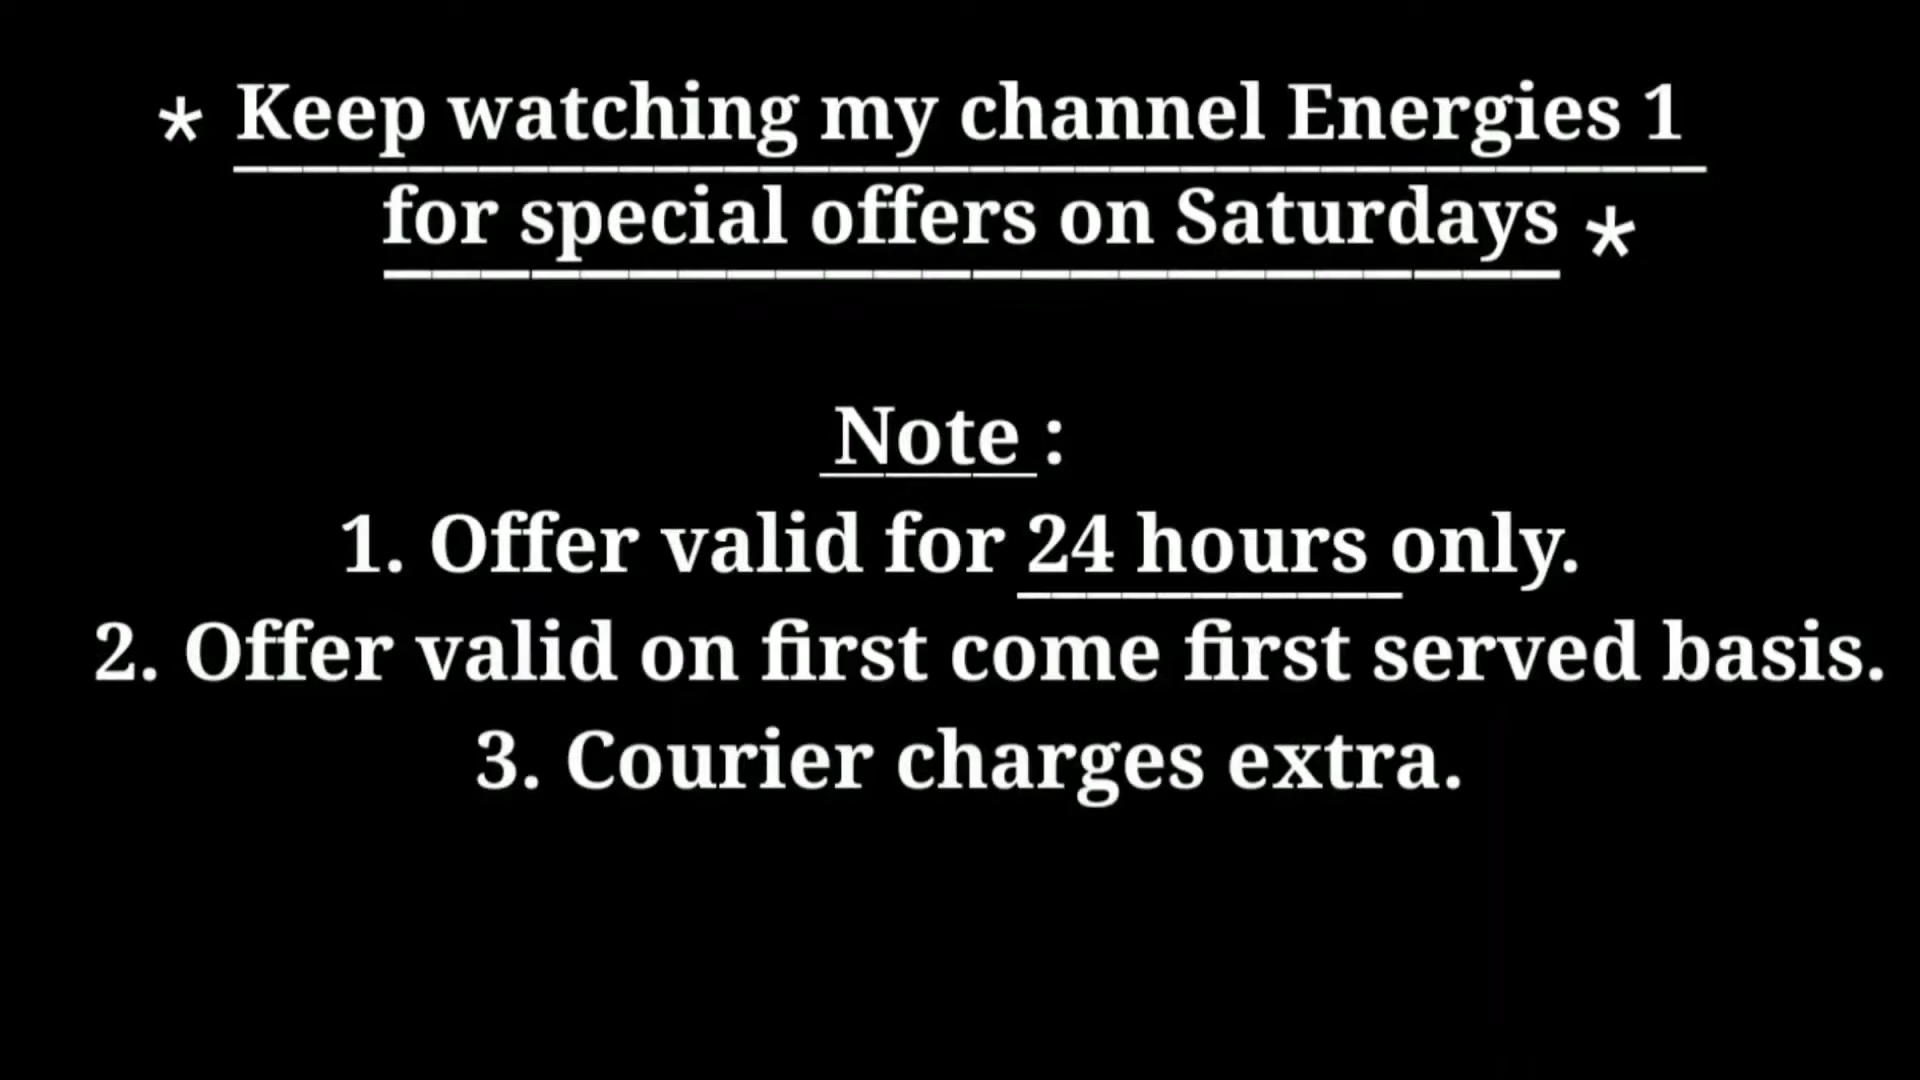 * Keep watching my channel Energies 1
for special offers on Saturdays *
Note :
1. Offer valid for 24 hours only.
2. Offer valid on first come first served basis.
3. Courier charges extra.